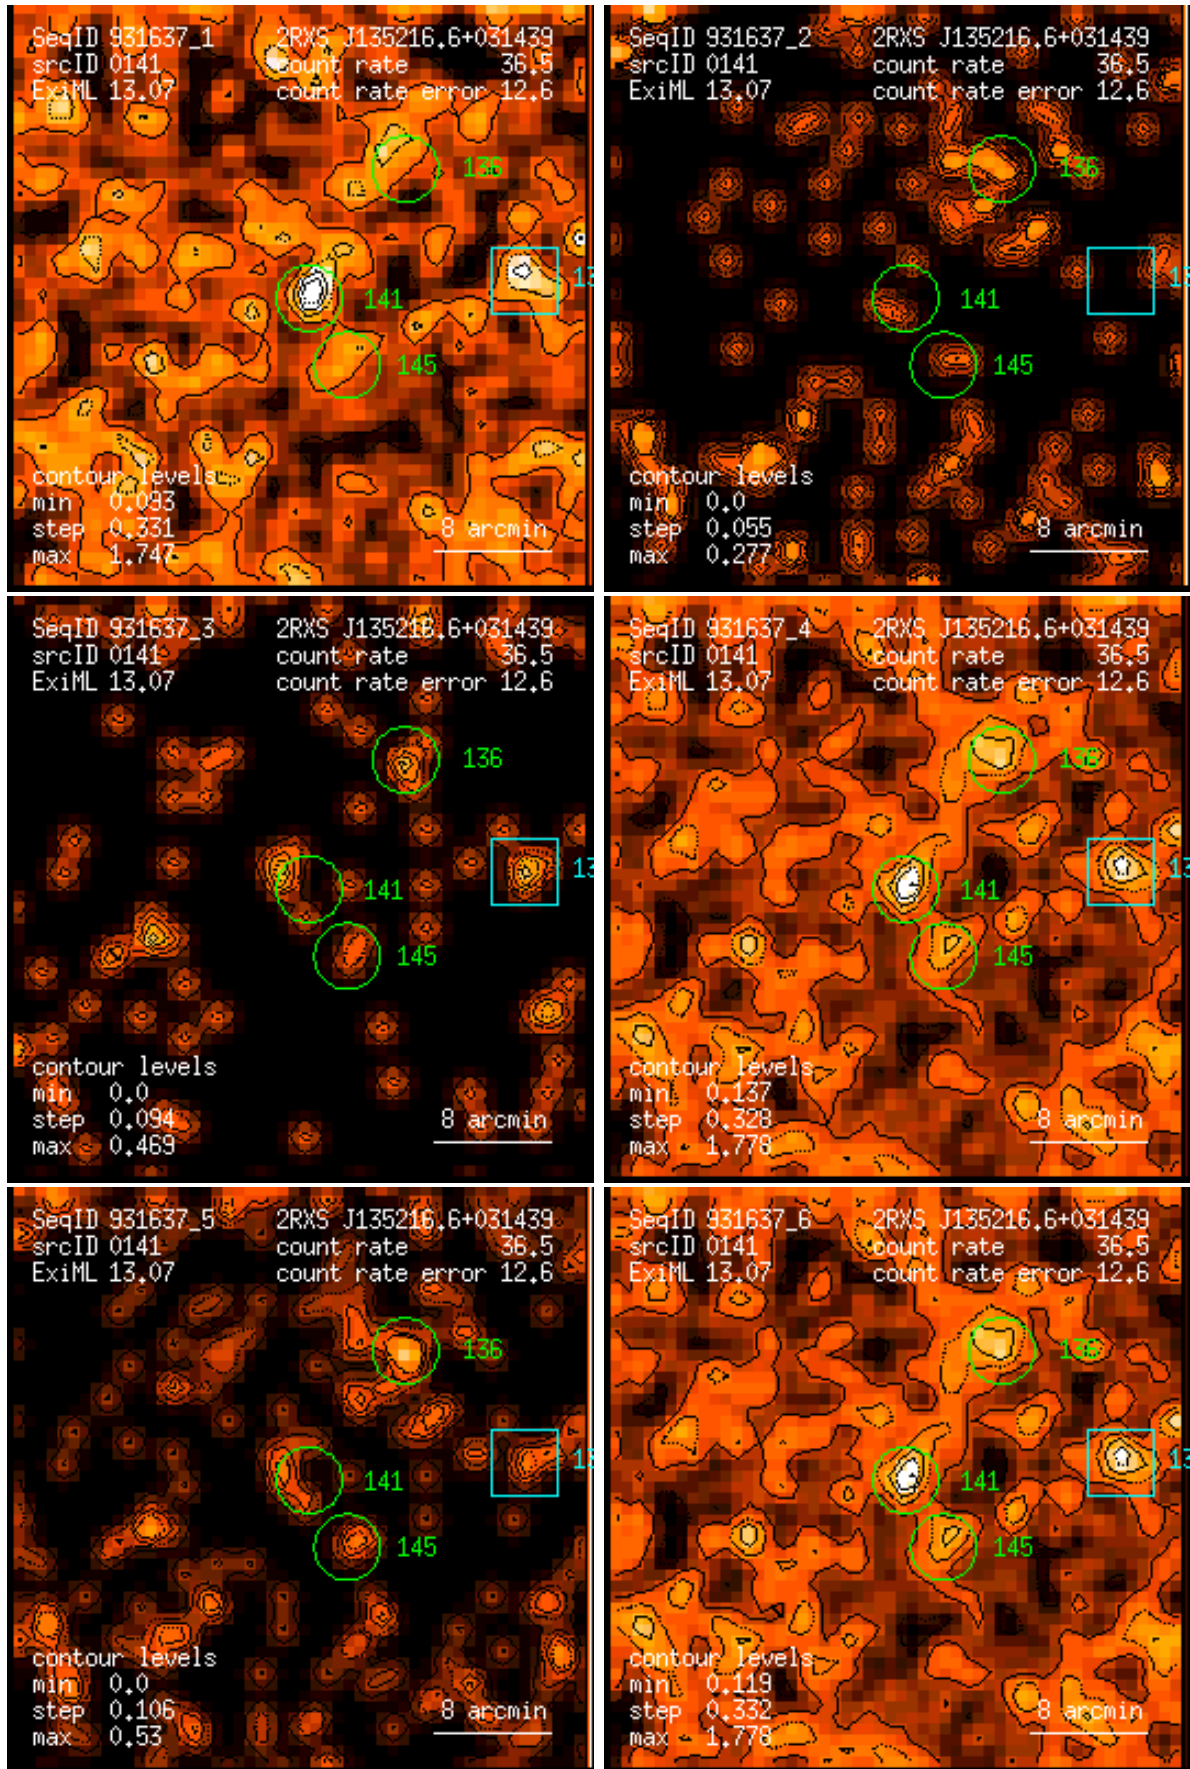 SeqID 931637_1 2RXS J135216.6+031439
srcID 0141 count rate 36.5
ExiML 13.07 count rate error 12.6
136
13
141
145
contour levels
min 0.093
step 0.331 8 arcmin
max 1.747
SeqID 931637_2 2RXS J135216.6+031439
srcID 0141 count rate 36.5
ExiML 13.07 count rate error 12.6
136
13
141
145
contour levels
min 0.0
step 0.055 8 arcmin
max 0.277
SeqID 931637_3 2RXS J135216.6+031439
srcID 0141 count rate 36.5
ExiML 13.07 count rate error 12.6
136
13
141
145
contour levels
min 0.0
step 0.094 8 arcmin
max 0.469
SeqID 931637_4 2RXS J135216.6+031439
srcID 0141 count rate 36.5
ExiML 13.07 count rate error 12.6
136
13
141
145
contour levels
min 0.137
step 0.328 8 arcmin
max 1.778
SeqID 931637_5 2RXS J135216.6+031439
srcID 0141 count rate 36.5
ExiML 13.07 count rate error 12.6
136
13
141
145
contour levels
min 0.0
step 0.106 8 arcmin
max 0.53
SeqID 931637_6 2RXS J135216.6+031439
srcID 0141 count rate 36.5
ExiML 13.07 count rate error 12.6
136
13
141
145
contour levels
min 0.119
step 0.332 8 arcmin
max 1.778